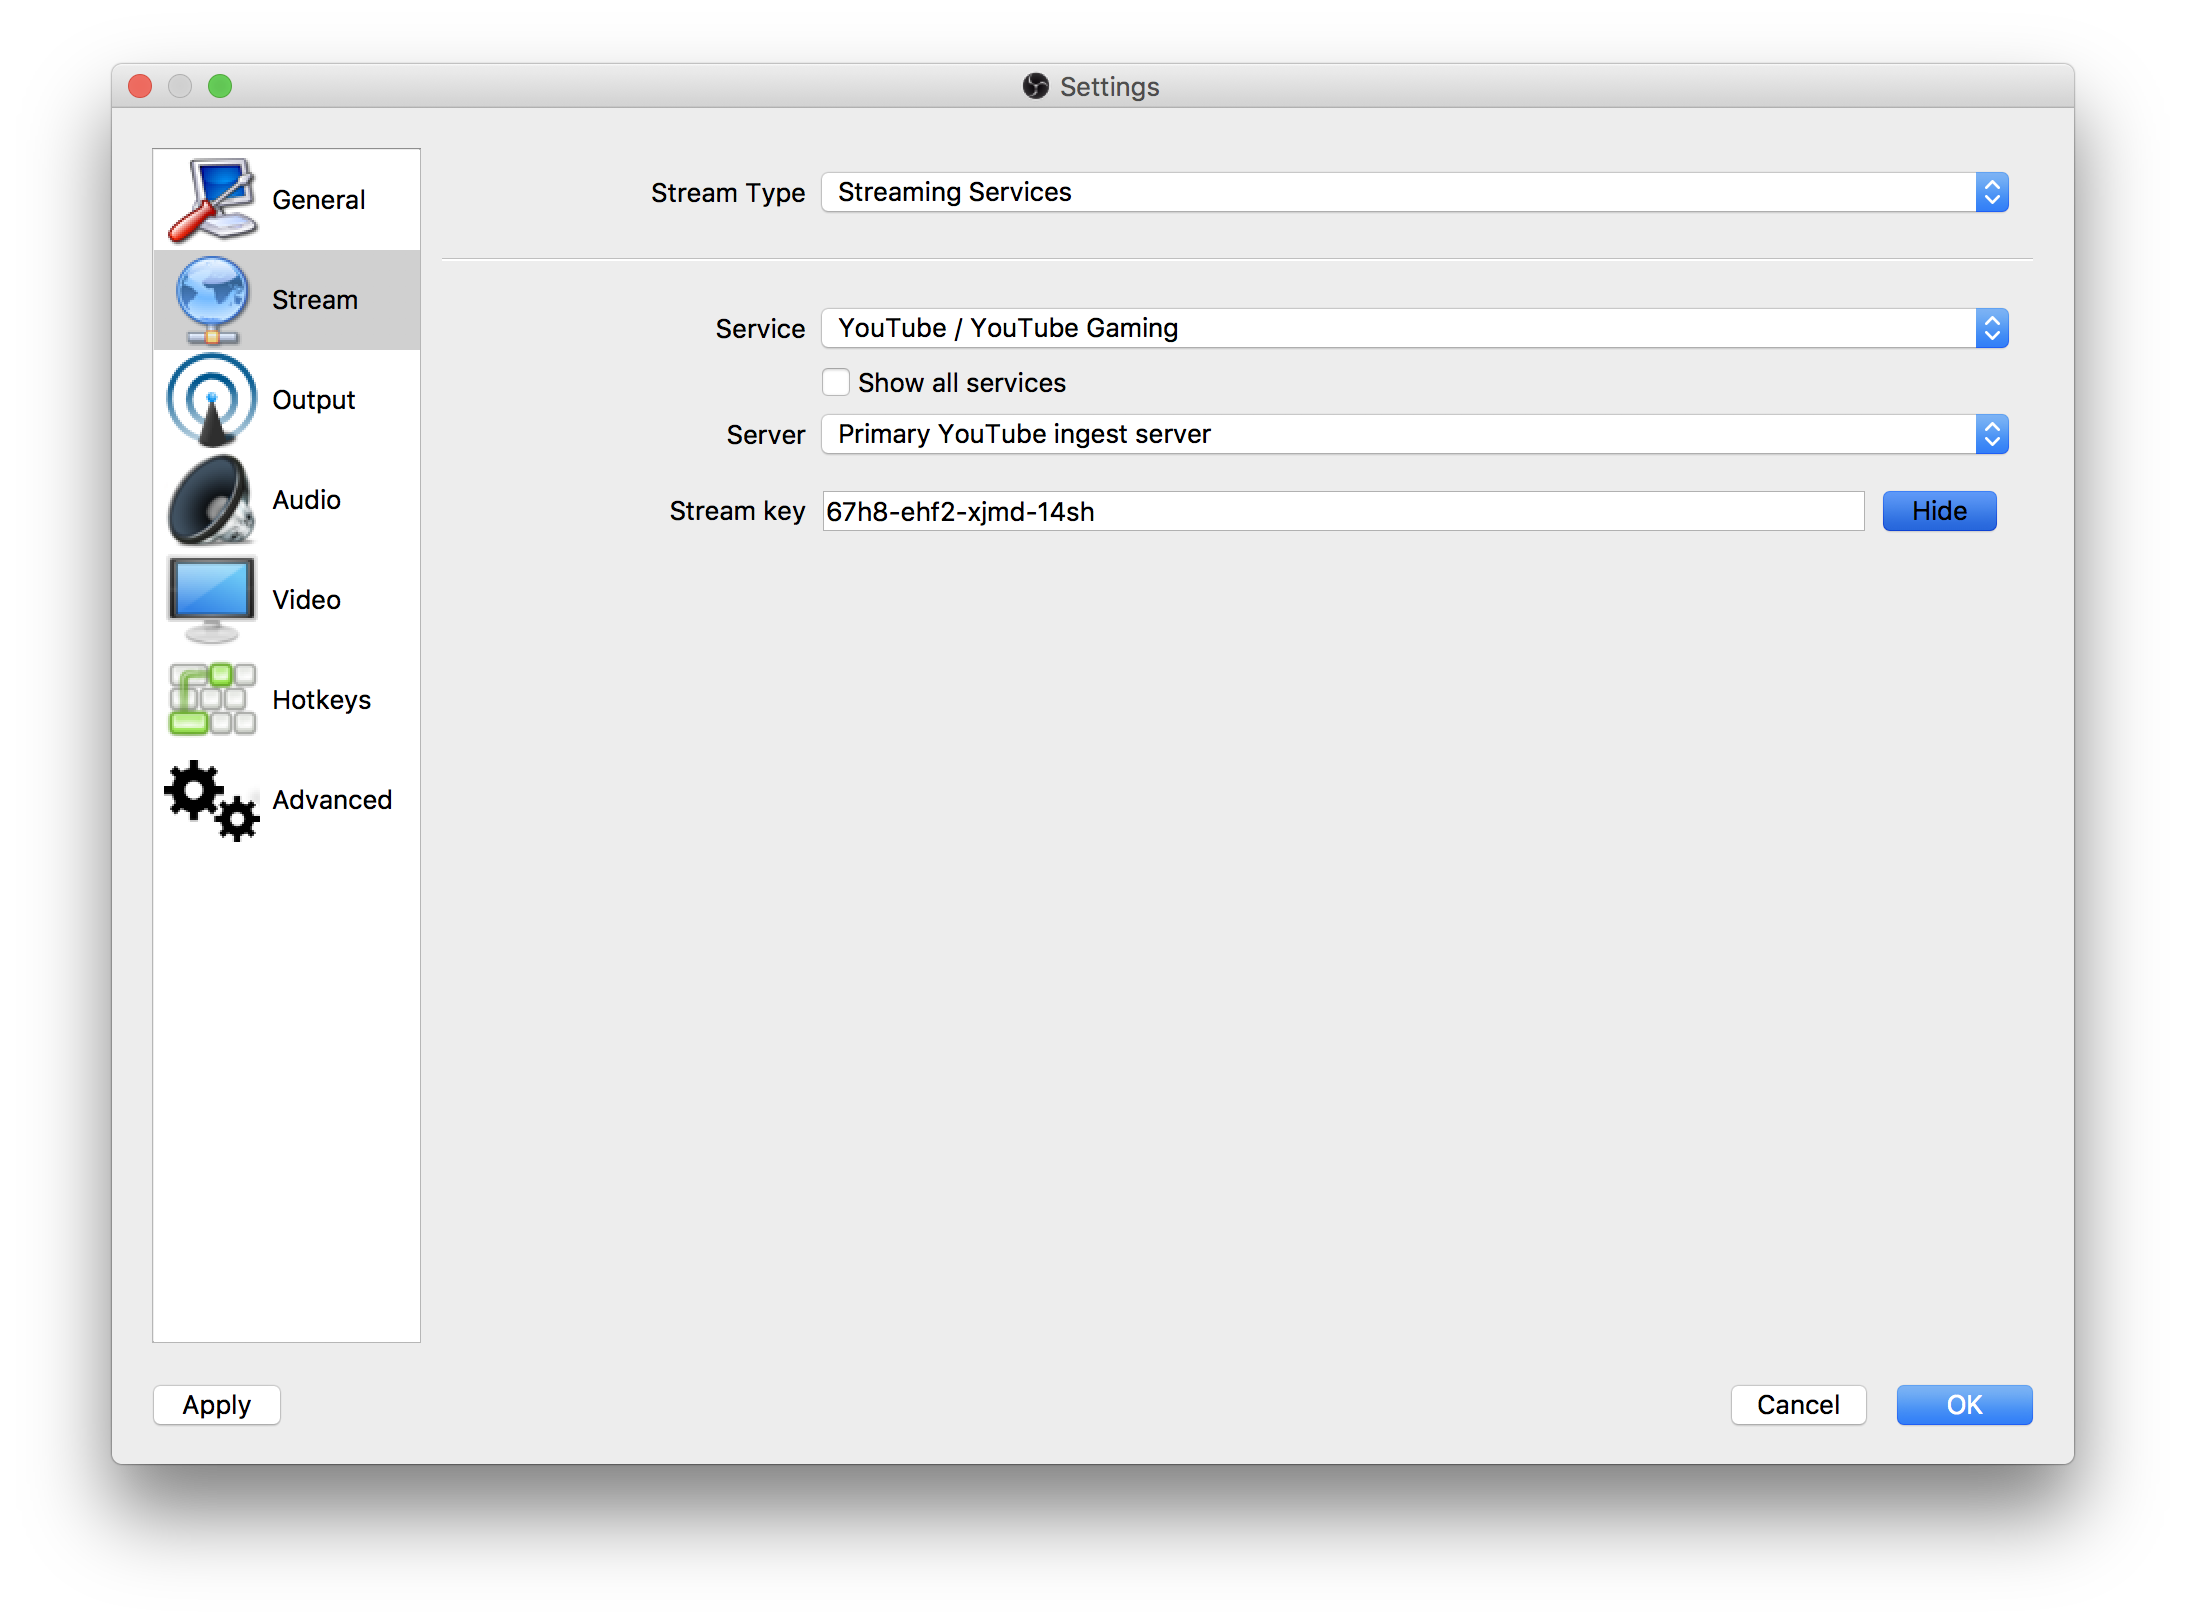 Settings
General
Stream
Output
Audio
Video
Hotkeys
Advanced
Stream Type Streaming Services
Service YouTube / YouTube Gaming
Show all services
Server Primary YouTube ingest server
Stream key 67h8-ehf2-xjmd-14sh Hide
Apply Cancel OK